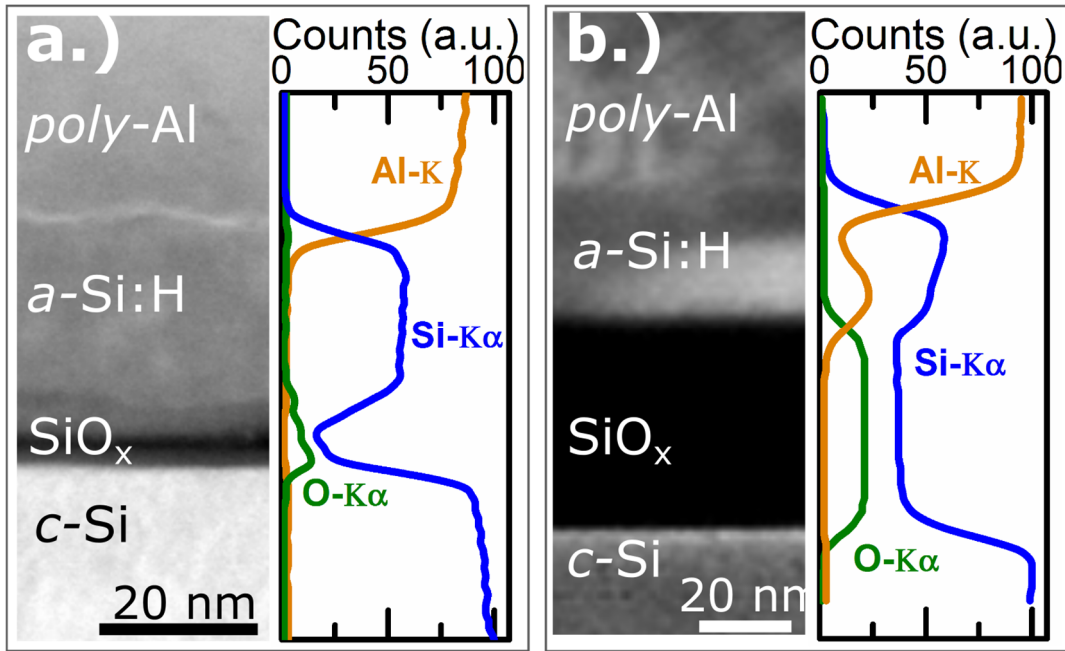 a.)
poly-Al
a-Si:H
SiOx
c-Si
20 nm
Counts (a.u.)
0 50 100
Al-K
Si-Kα
O-Kα
b.)
poly-Al
a-Si:H
SiOx
c-Si
20 nm
Counts (a.u.)
0 50 100
Al-K
Si-Kα
O-Kα